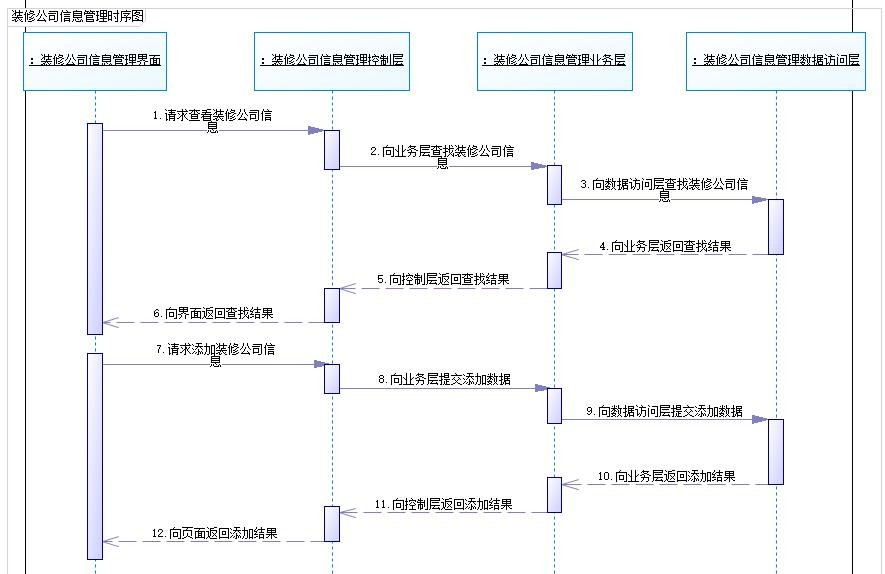 装修公司信息管理时序图
: 装修公司信息管理界面
: 装修公司信息管理控制层
: 装修公司信息管理业务层
: 装修公司信息管理数据访问层
1.请求查看装修公司信
息
2.向业务层查找装修公司信
息
3.向数据访问层查找装修公司信
息
4.向业务层返回查找结果
5.向控制层返回查找结果
6.向界面返回查找结果
7.请求添加装修公司信
息
8.向业务层提交添加数据
9.向数据访问层提交添加数据
10.向业务层返回添加结果
11.向控制层返回添加结果
12.向页面返回添加结果